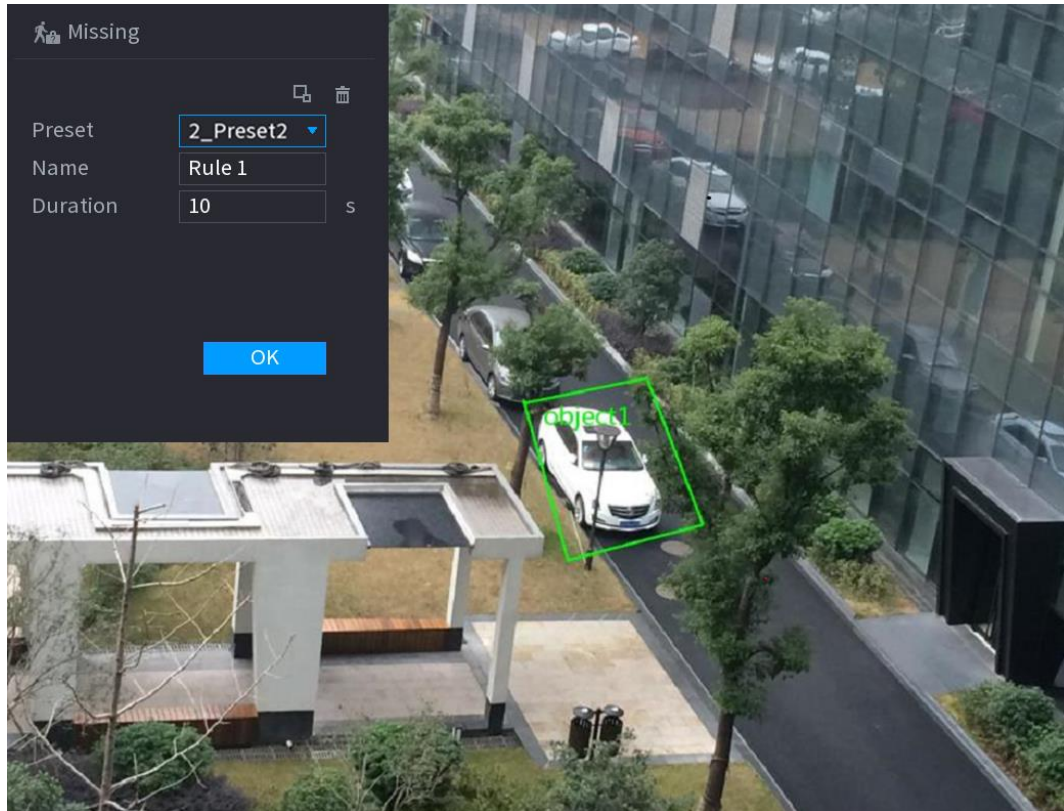 Missing
Preset 2_Preset2
Name Rule 1
Duration 10 s
OK
object1